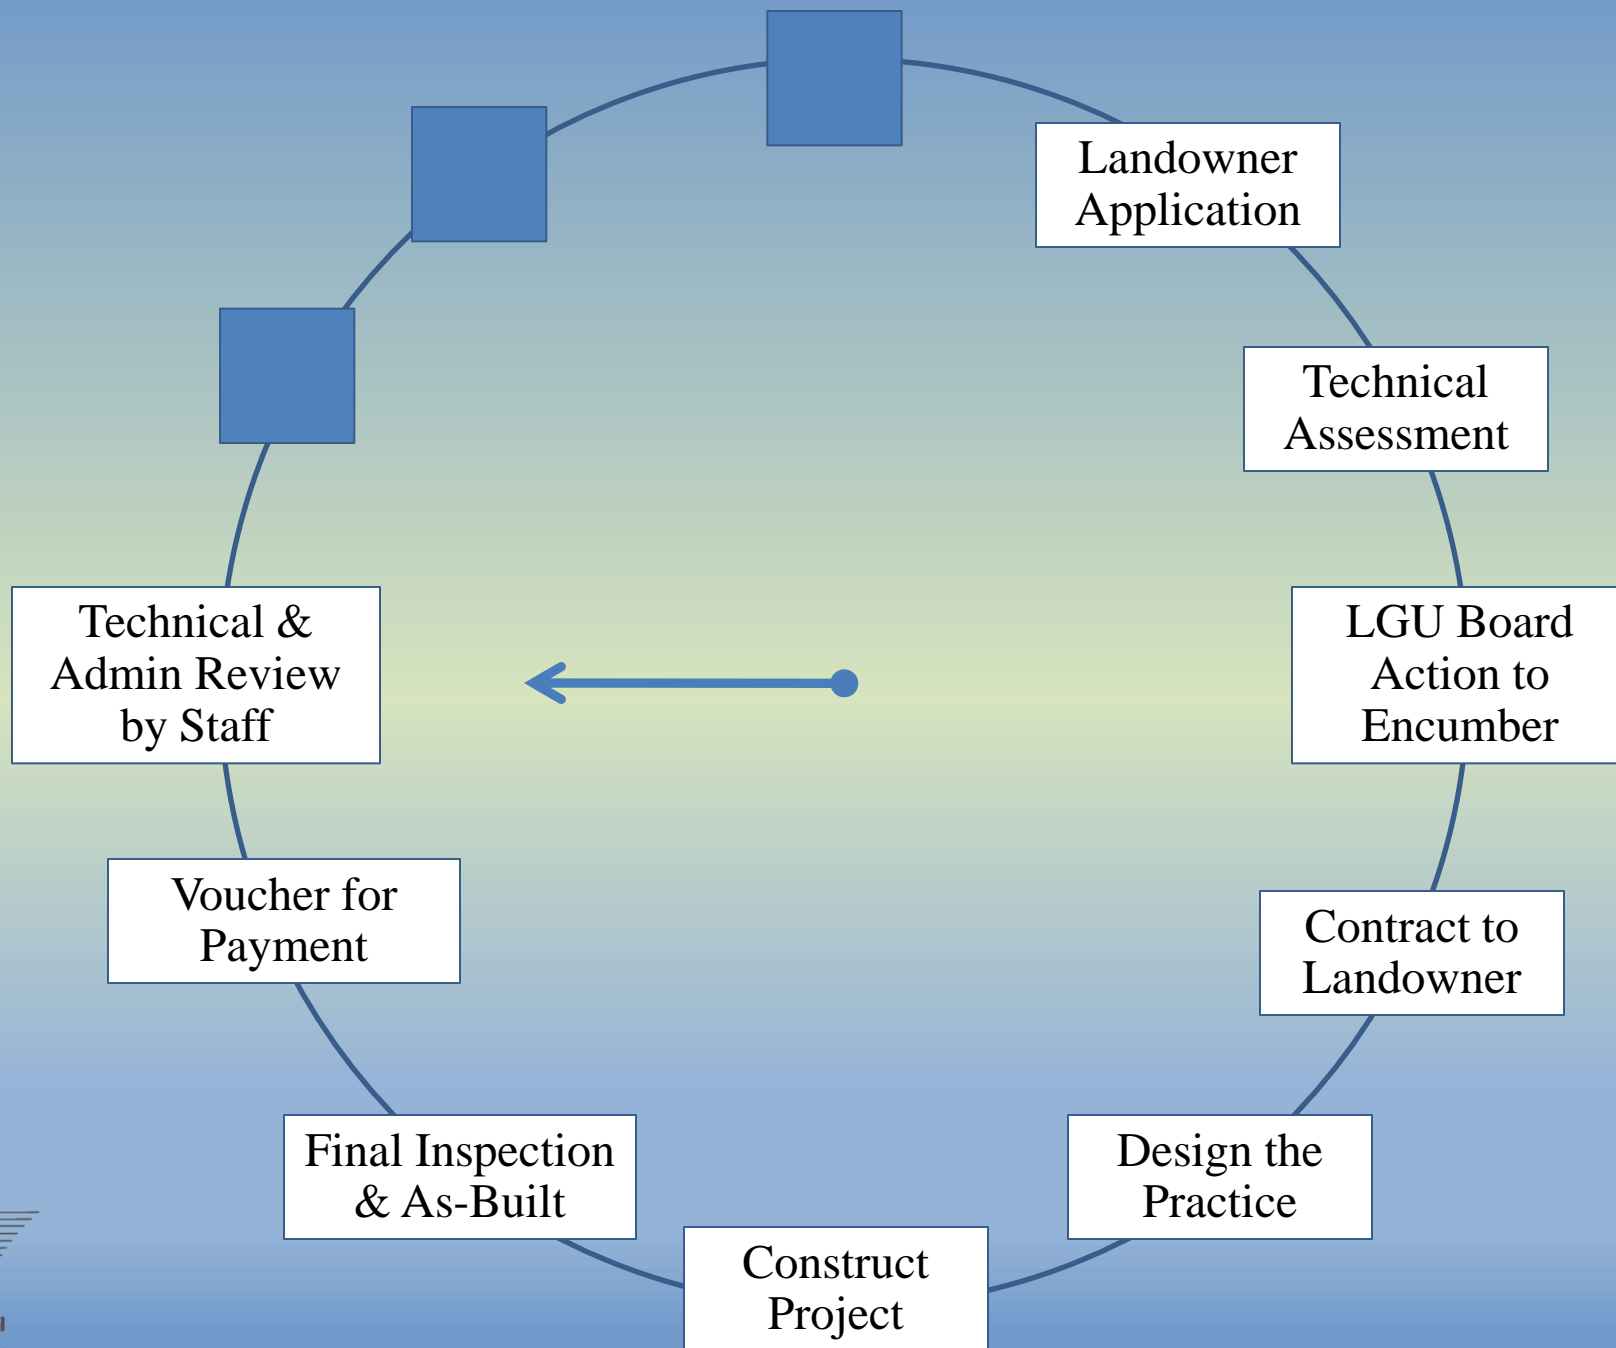 Landowner
Application
Technical
Assessment
LGU Board
Action to
Encumber
Contract to
Landowner
Design the
Practice
Construct
Project
Final Inspection
& As-Built
Voucher for
Payment
Technical &
Admin Review
by Staff